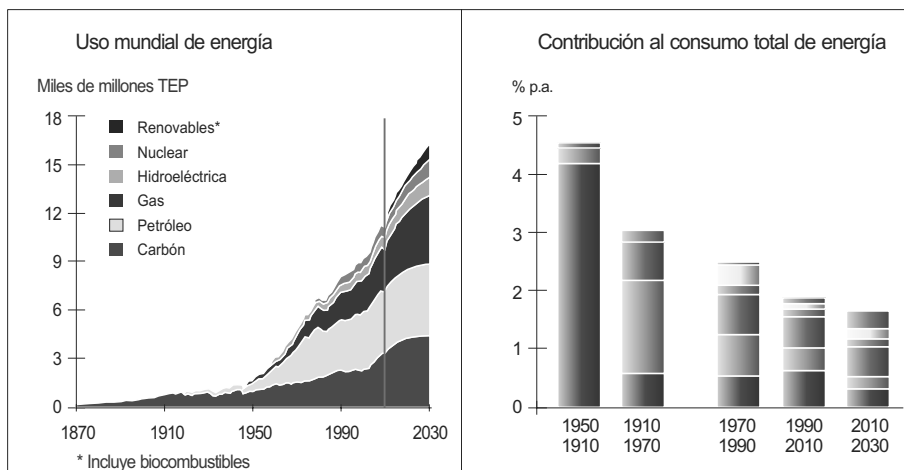 Uso mundial de energía
Miles de millones TEP
18
15
12
9
6
3
0
Renovables*
Nuclear
Hidroeléctrica
Gas
Petróleo
Carbón
1870 1910 1950 1990 2030
* Incluye biocombustibles
Contribución al consumo total de energía
% p.a.
5
4
3
2
1
0
1950 1910 1970 1990 2010
1910 1970 1990 2010 2030